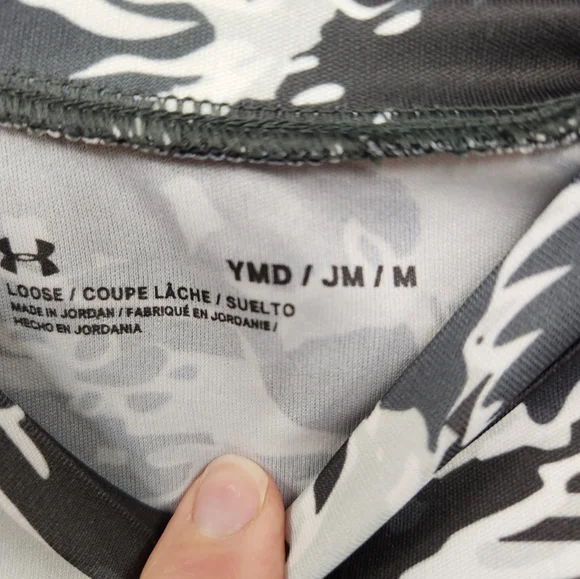 YMD / JM / M
LOOSE / COUPE LÂCHE / SUELTO
MADE IN JORDAN / FABRIQUÉ EN JORDANIE /
HECHO EN JORDANIA